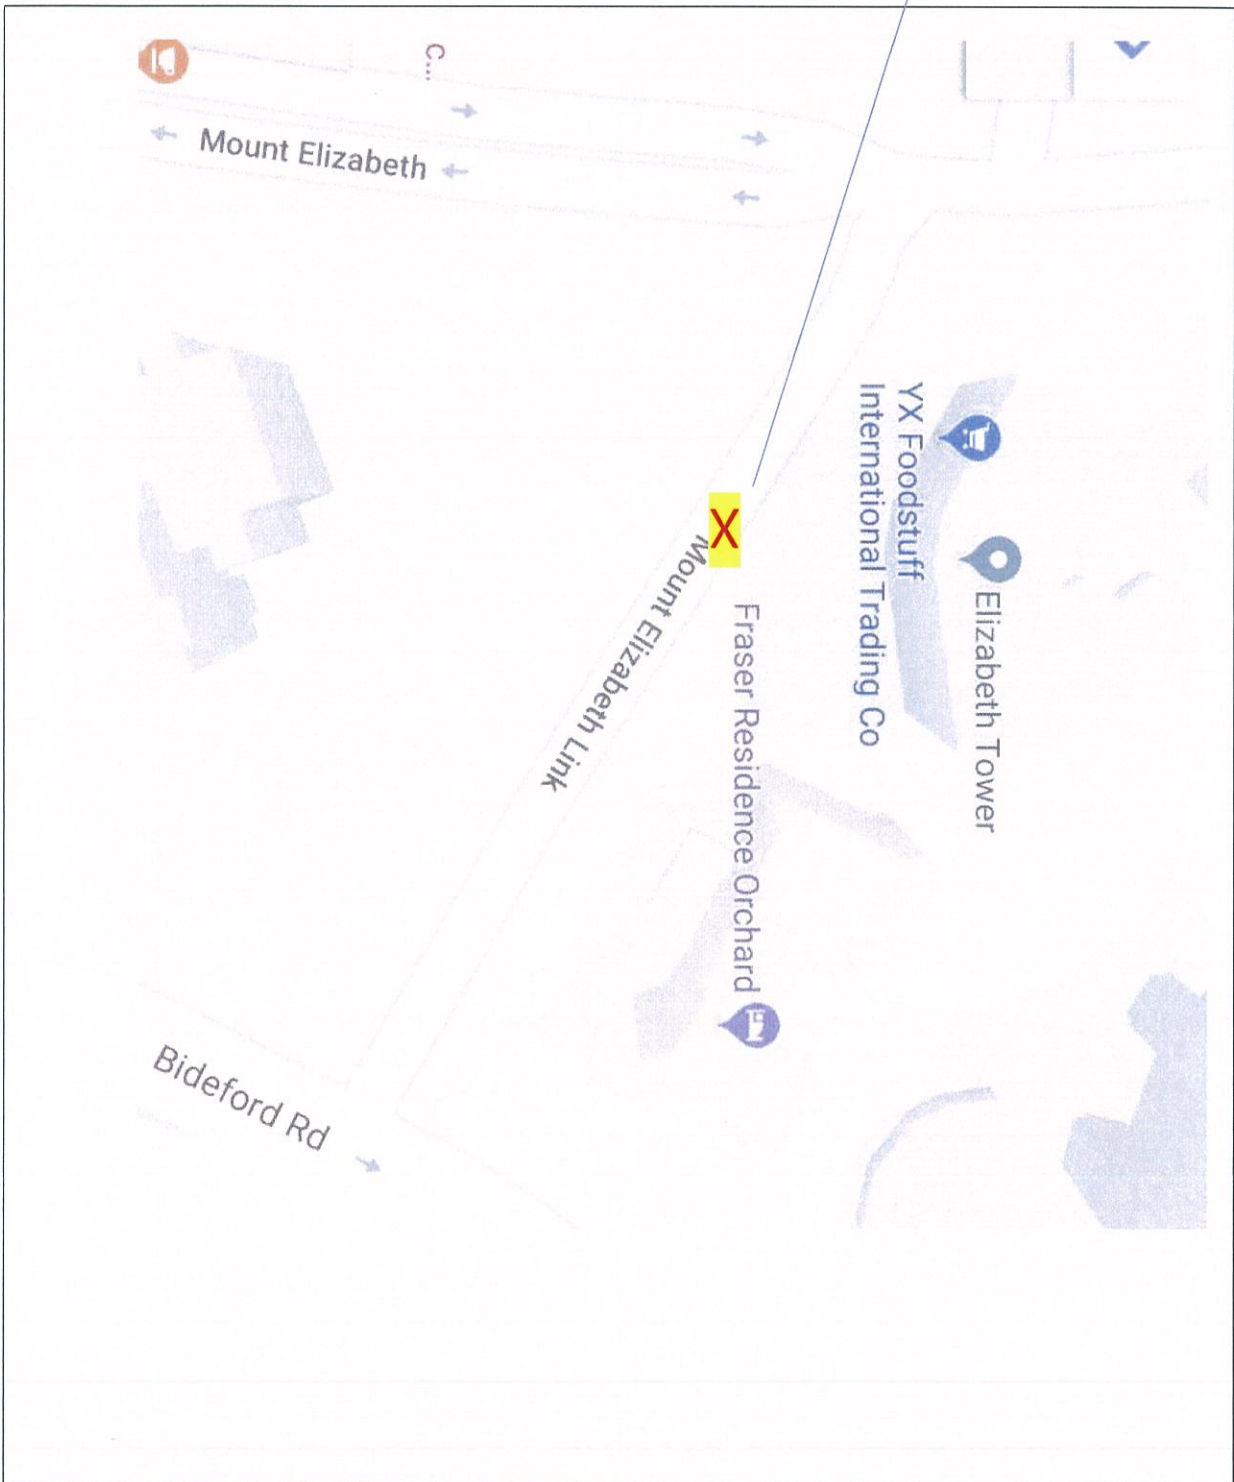 C...
Mount Elizabeth
YX Foodstuff
International Trading Co
Elizabeth Tower
X
Mount Elizabeth Link
Fraser Residence Orchard
Bideford Rd